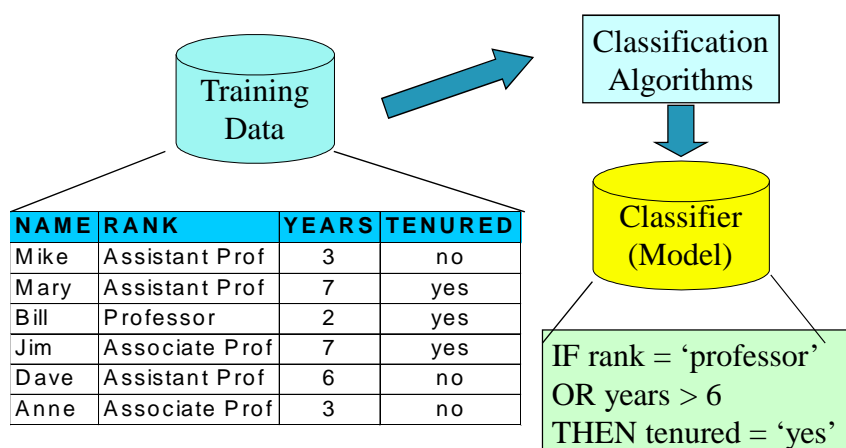 Training
Data
Classification
Algorithms
Classifier
(Model)
NAME RANK YEARS TENURED
Mike Assistant Prof 3 no
Mary Assistant Prof 7 yes
Bill Professor 2 yes
Jim Associate Prof 7 yes
Dave Assistant Prof 6 no
Anne Associate Prof 3 no
IF rank = ‘professor’
OR years > 6
THEN tenured = ‘yes’